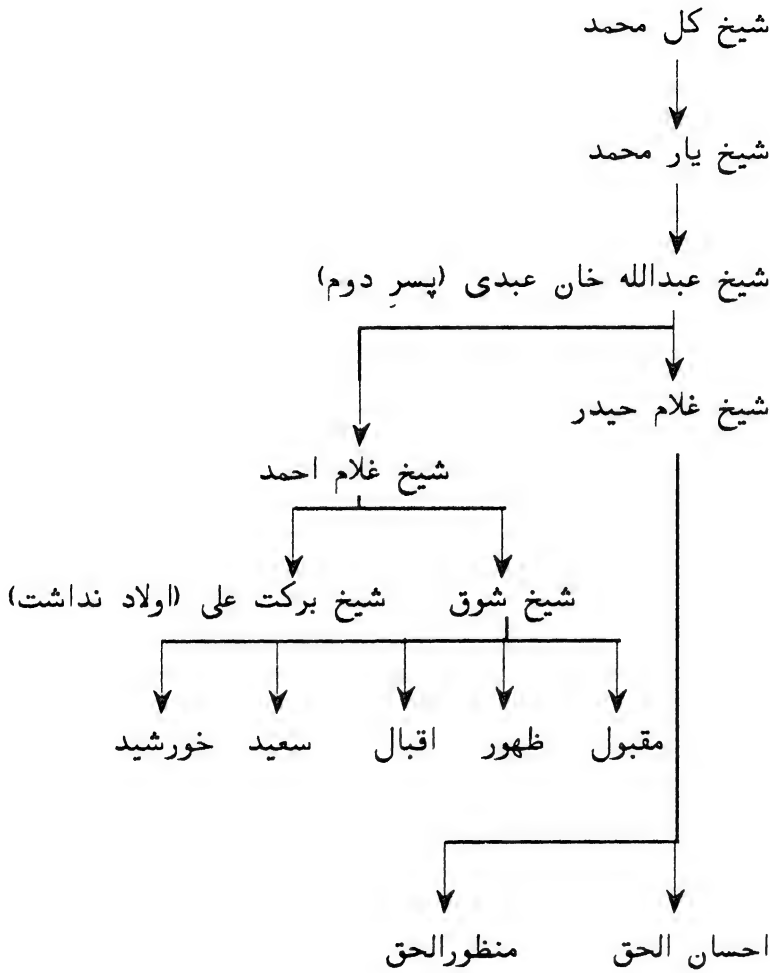 شیخ کل محمد
شیخ یار محمد
شیخ عبدالله خان عبدی (پسرِ دوم)
شیخ غلام حیدر
شیخ غلام احمد
شیخ شوق شیخ برکت علی (اولاد نداشت)
مقبول ظهور اقبال سعید خورشید
احسان الحق منظورالحق